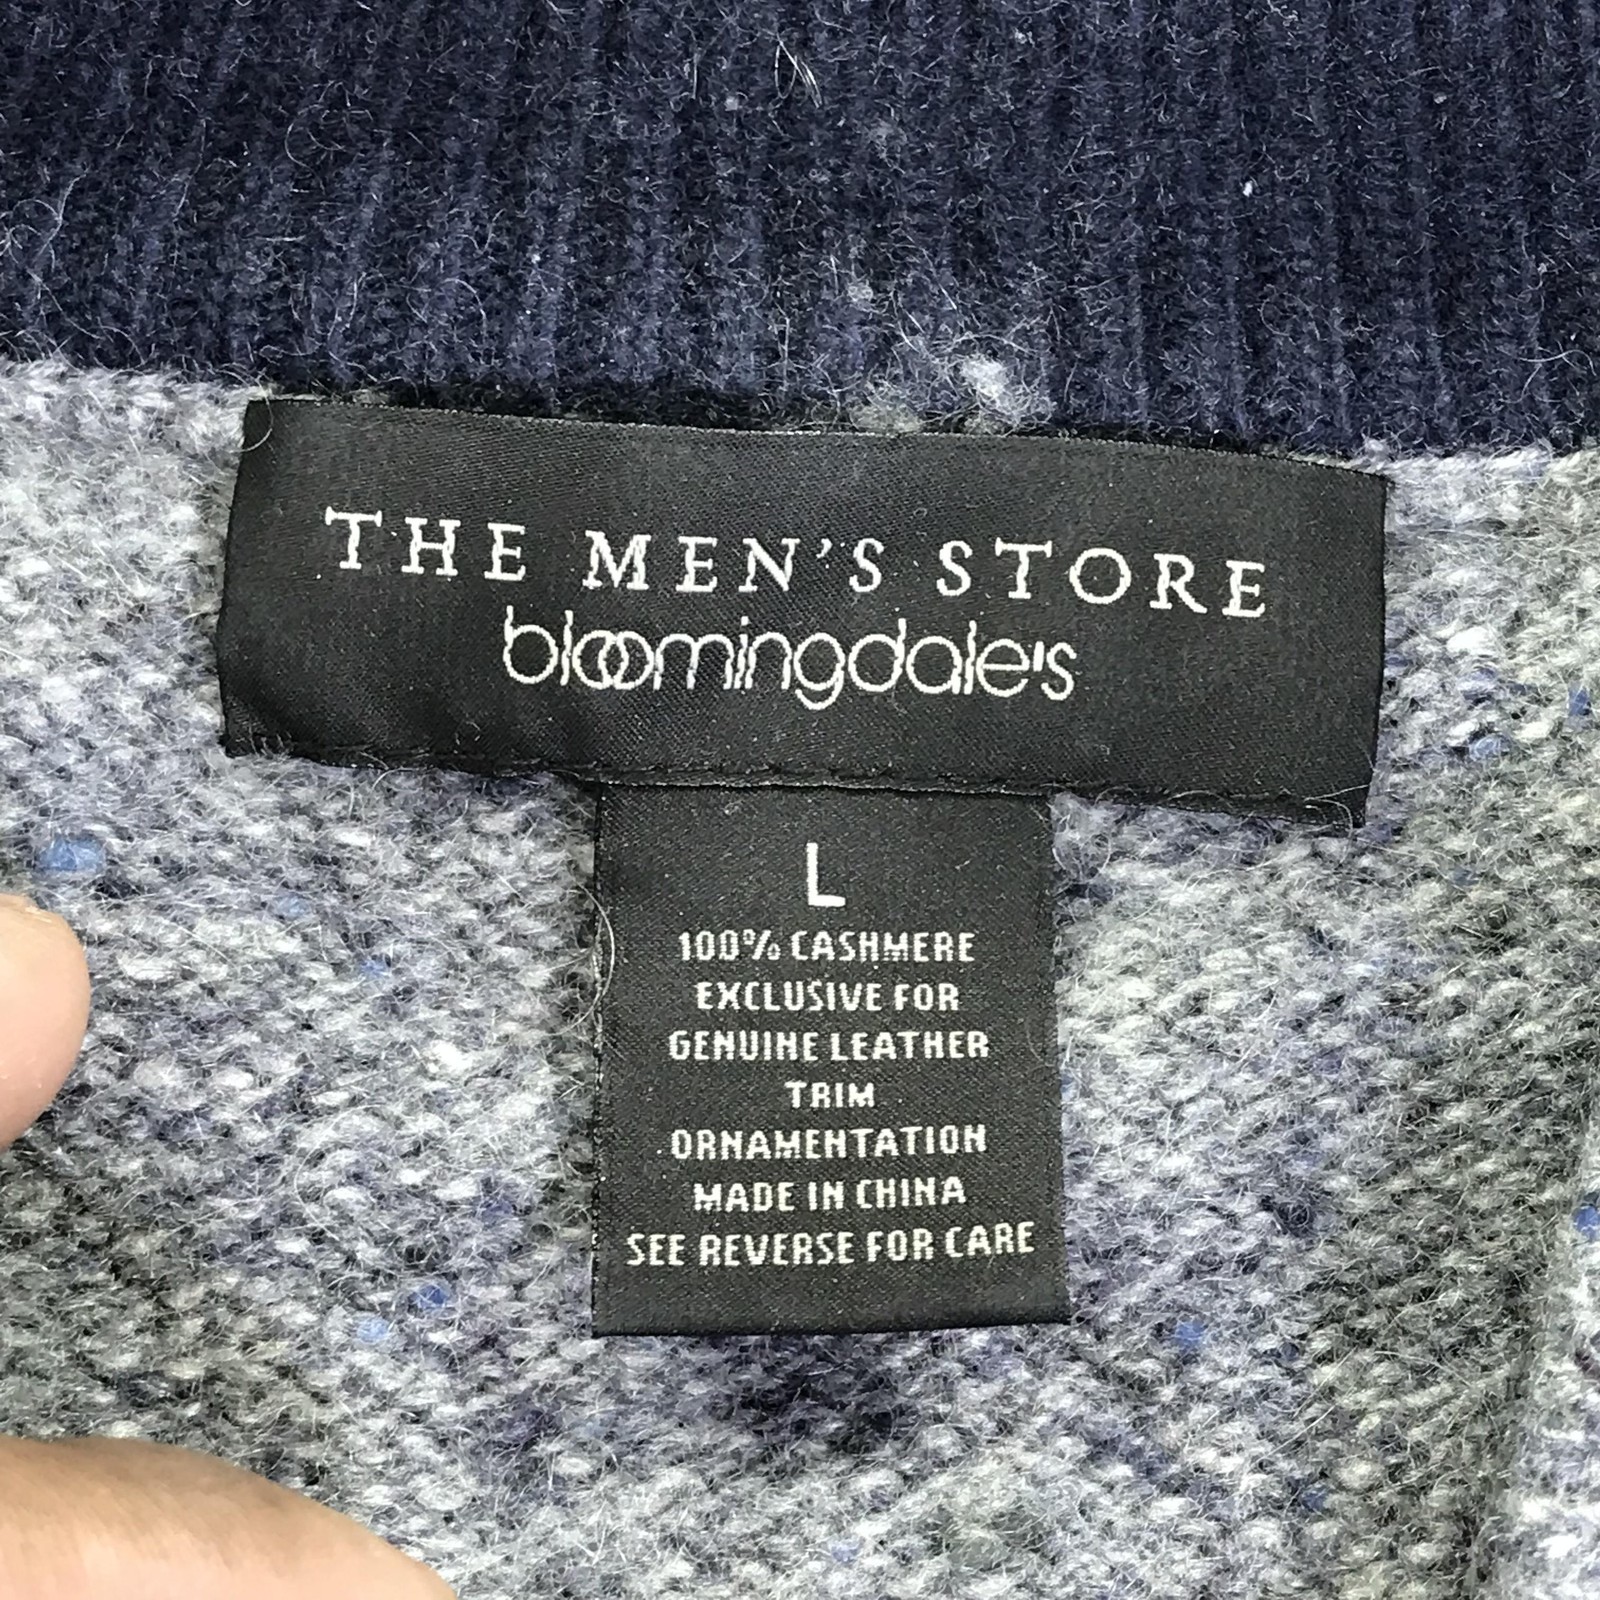 THE MEN'S STORE
bloomingdale's
L
100% CASHMERE
EXCLUSIVE FOR
GENUINE LEATHER
TRIM
ORNAMENTATION
MADE IN CHINA
SEE REVERSE FOR CARE